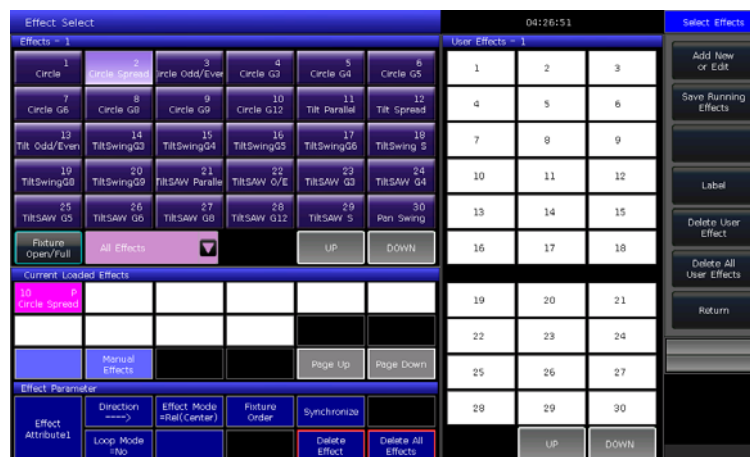 Effect Select
04:26:51
Select Effects
Effects - 1
User Effects - 1
1
Circle
2
Circle Spread
3
ircle Odd/Ever
4
Circle G3
5
Circle G4
6
Circle G5
7
Circle G6
8
Circle G8
9
Circle G9
10
Circle G12
11
Tilt Parallel
12
Tilt Spread
13
Tilt Odd/Even
14
TiltSwingG3
15
TiltSwingG4
16
TiltSwingG5
17
TiltSwingG6
18
TiltSwing S
19
TiltSwingG8
20
TiltSwingG9
21
TiltSAW Paralle
22
TiltSAW O/E
23
TiltSAW G3
24
TiltSAW G4
25
TiltSAW G5
26
TiltSAW G6
27
TiltSAW G8
28
TiltSAW G12
29
TiltSAW S
30
Pan Swing
Fixture
Open/Full
All Effects
UP
DOWN
Current Loaded Effects
10 P
Circle Spread
Manual
Effects
Page Up
Page Down
Effect Parameter
Effect
Attribute1
Direction
---->
Effect Mode
=Rel(Center)
Fixture
Order
Synchronize
Loop Mode
=No
Delete
Effect
Delete All
Effects
1
2
3
4
5
6
7
8
9
10
11
12
13
14
15
16
17
18
19
20
21
22
23
24
25
26
27
28
29
30
UP
DOWN
Add New
or Edit
Save Running
Effects
Label
Delete User
Effect
Delete All
User Effects
Return